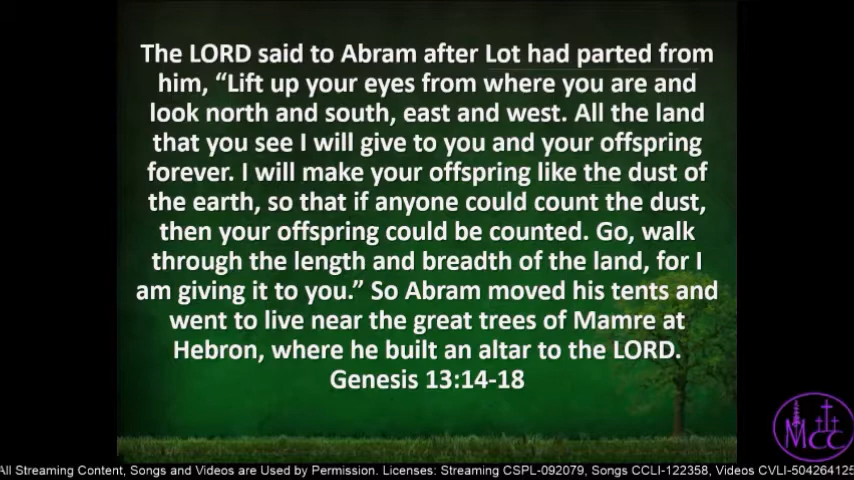 The LORD said to Abram after Lot had parted from
him, “Lift up your eyes from where you are and
look north and south, east and west. All the land
that you see I will give to you and your offspring
forever. I will make your offspring like the dust of
the earth, so that if anyone could count the dust,
then your offspring could be counted. Go, walk
through the length and breadth of the land, for I
am giving it to you.” So Abram moved his tents and
went to live near the great trees of Mamre at
Hebron, where he built an altar to the LORD.
Genesis 13:14-18
MCC
All Streaming Content, Songs and Videos are Used by Permission. Licenses: Streaming CSPL-092079, Songs CCLI-122358, Videos CVLI-504264125